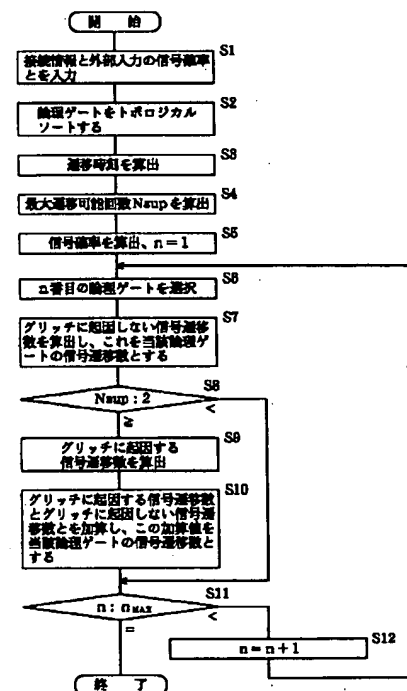 開 始
S1
接続情報と外部入力の信号確率
とを入力
S2
論理ゲートをトポロジカル
ソートする
S3
遷移時刻を算出
S4
最大遷移可能回数Nsupを算出
S5
信号確率を算出、n=1
S6
n番目の論理ゲートを選択
S7
グリッチに起因しない信号遷移
数を算出し、これを当該論理ゲ
ートの信号遷移数とする
S8
Nsup:2
<
≧
S9
グリッチに起因する
信号遷移数を算出
S10
グリッチに起因する信号遷移数
とグリッチに起因しない信号遷
移数とを加算し、この加算値を
当該論理ゲートの信号遷移数と
する
S11
n:nMAX
<
=
S12
n=n+1
終 了